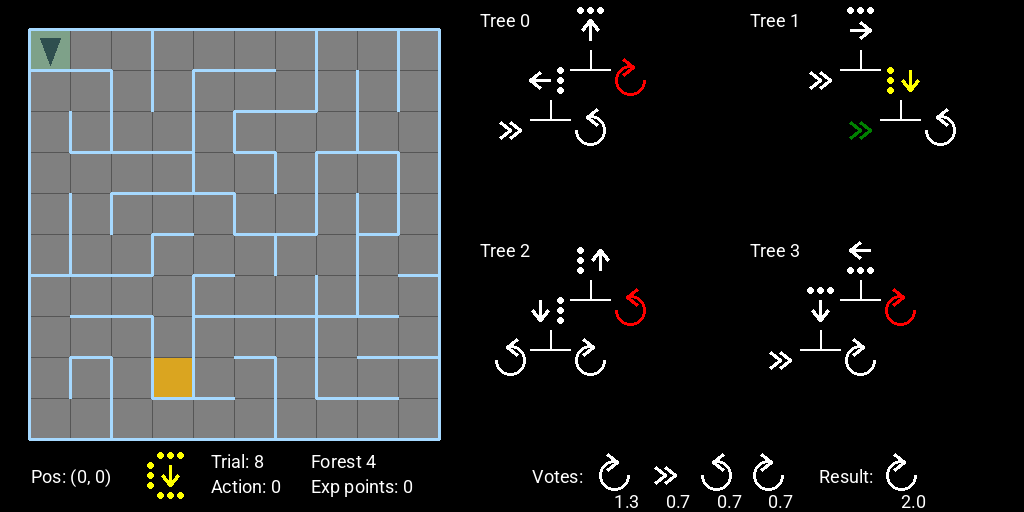 Tree 0
Tree 1
Tree 2
Tree 3
Pos: (0, 0)
Trial: 8
Forest 4
Action: 0
Exp points: 0
Votes:
1.3
0.7
0.7
0.7
Result:
2.0